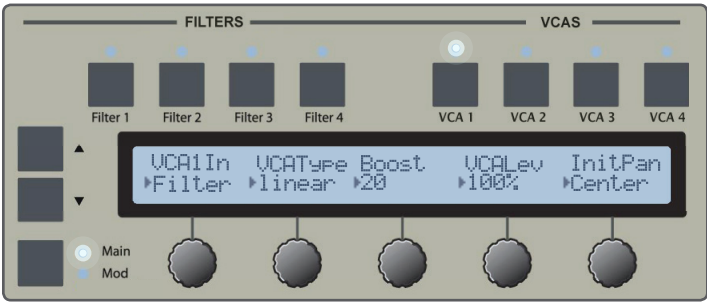 FILTERS VCAS
Filter 1 Filter 2 Filter 3 Filter 4 VCA 1 VCA 2 VCA 3 VCA 4
VCA1In VCAType Boost VCALev InitPan
Filter linear 20 100% Center
Main
Mod